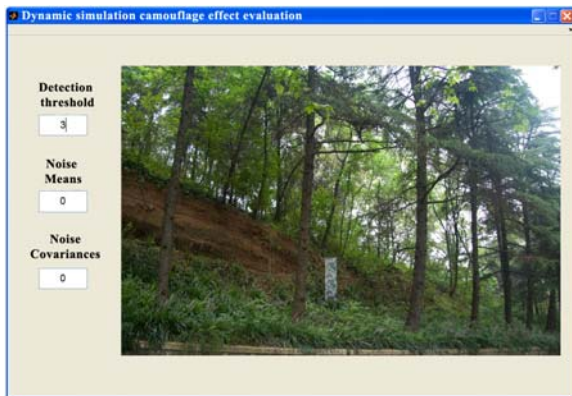 Dynamic simulation camouflage effect evaluation
Detection
threshold
3
Noise
Means
0
Noise
Covariances
0